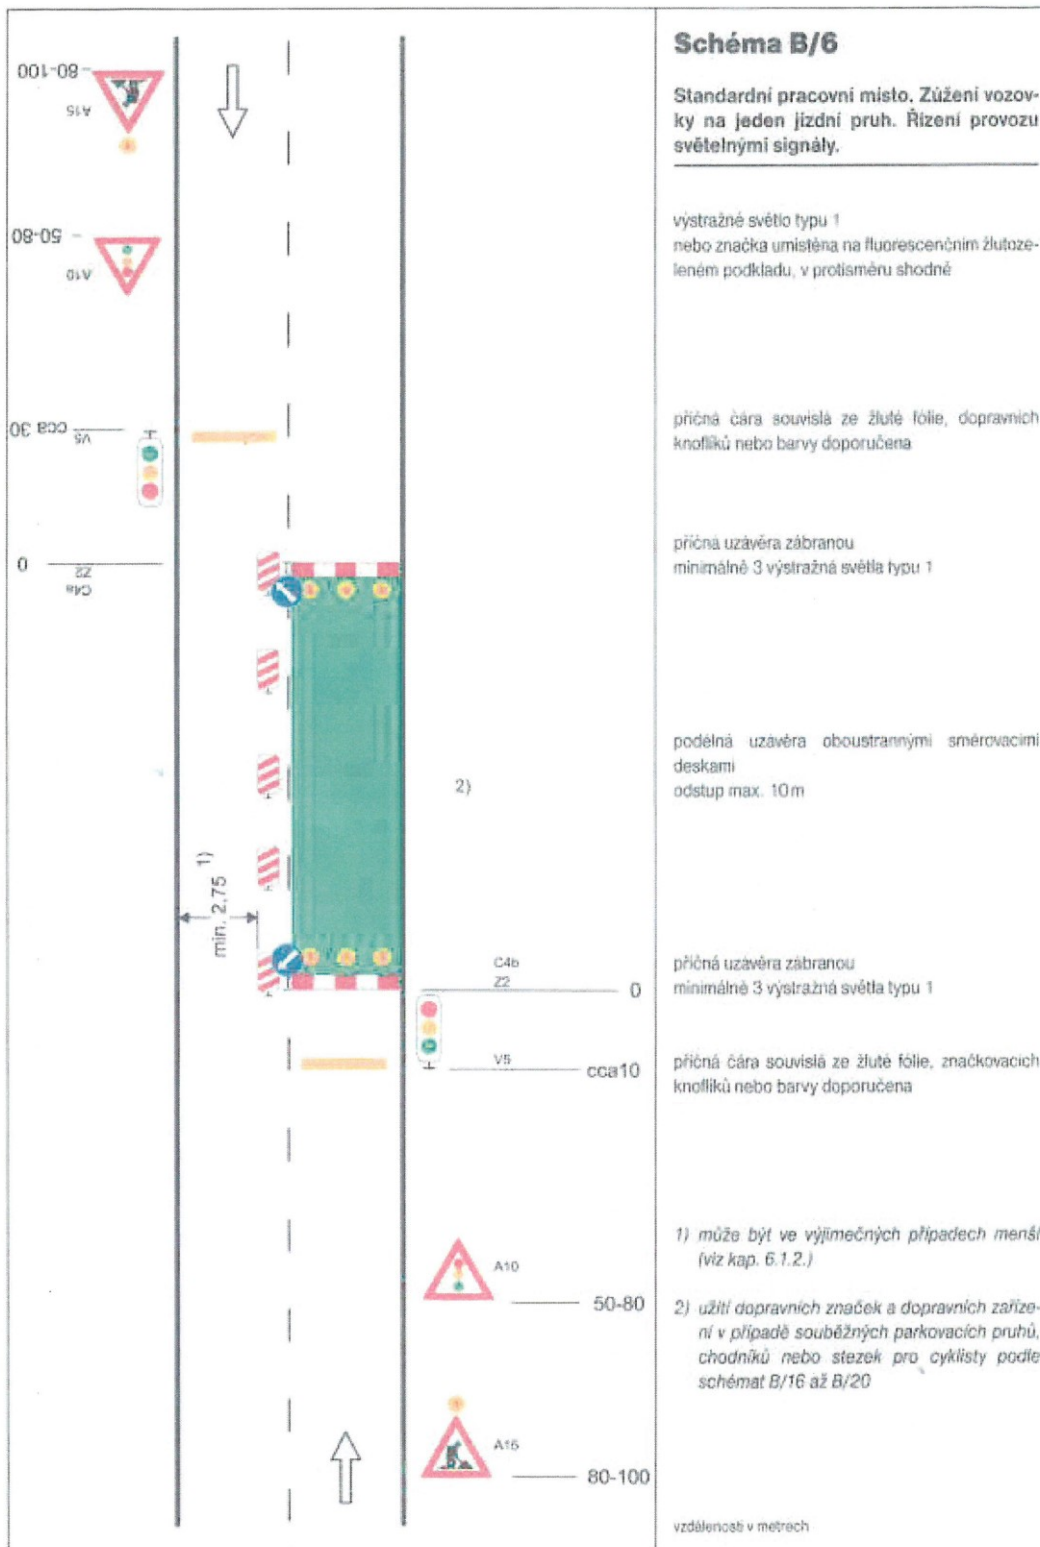 Schéma B/6
Standardní pracovní místo. Zúžení vozov-
ky na jeden jízdní pruh. Řízení provozu
světelnými signály.
výstražné světlo typu 1
nebo značka umístěna na fluorescenčním žlutoze-
leném podkladu, v protisměru shodně
příčná čára souvislá ze žluté fólie, dopravních
knoflíků nebo barvy doporučena
příčná uzávěra zábranou
minimálně 3 výstražná světla typu 1
podélná uzávěra oboustrannými směrovacími
deskami
odstup max. 10m
příčná uzávěra zábranou
minimálně 3 výstražná světla typu 1
příčná čára souvislá ze žluté fólie, značkovacích
knoflíků nebo barvy doporučena
1) může být ve výjimečných případech menší
(viz kap. 6.1.2.)
2) užití dopravních značek a dopravních zaříze-
ní v případě souběžných parkovacích pruhů,
chodníků nebo stezek pro cyklisty podle
schémat B/16 až B/20
vzdálenosti v metrech
80-100
A15
50-80
A10
cca 30
V5
0
Z2
C4a
min. 2,75 1)
2)
C4b
Z2
0
V5
cca10
A10
50-80
A15
80-100